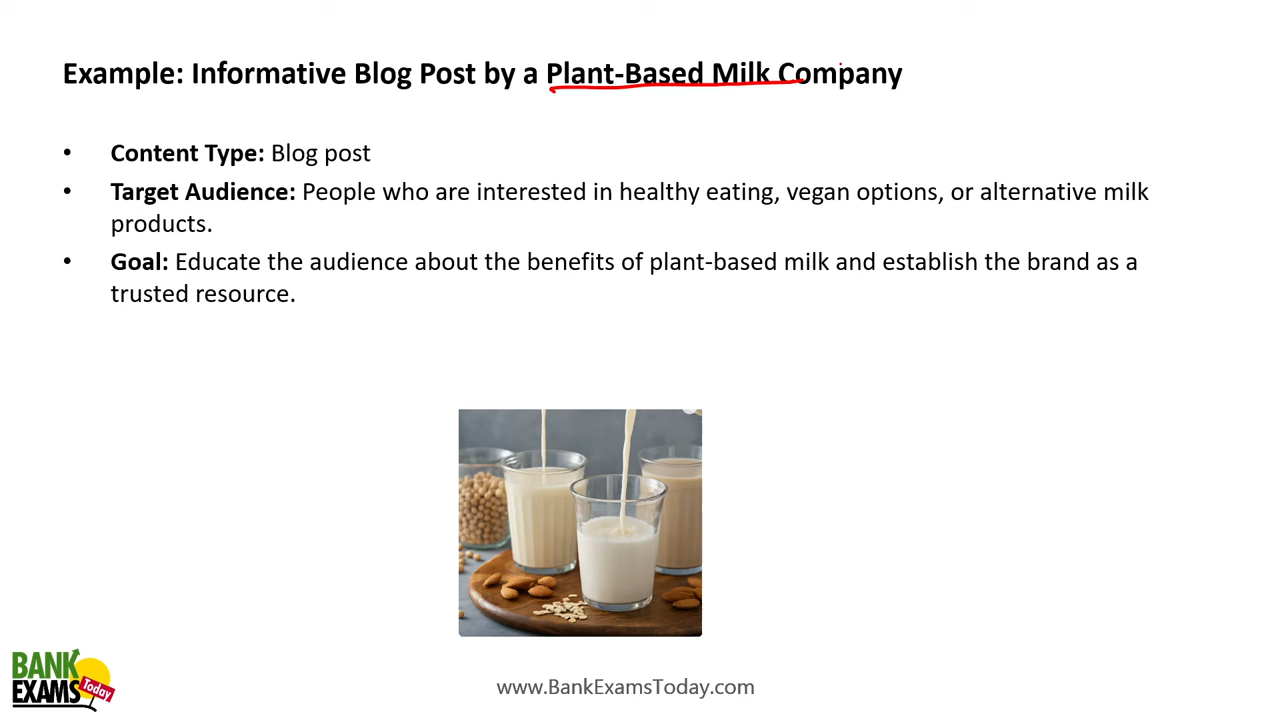 Example: Informative Blog Post by a Plant-Based Milk Company
• Content Type: Blog post
• Target Audience: People who are interested in healthy eating, vegan options, or alternative milk
products.
• Goal: Educate the audience about the benefits of plant-based milk and establish the brand as a
trusted resource.
BANK
EXAMS
Today
www.BankExamsToday.com